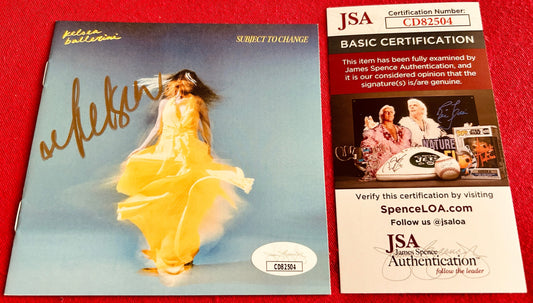 kelsea
ballerini
SUBJECT TO CHANGE
CD82504
JSA
Certification Number:
CD82504
BASIC CERTIFICATION
This item has been fully examined by
James Spence Authentication, and
it is our considered opinion that the
signature(s) is/are genuine.
NATURE
Verify this certification by visiting
SpenceLOA.com
Follow us @jsaloa
JSA
James Spence
Authentication
follow the leader